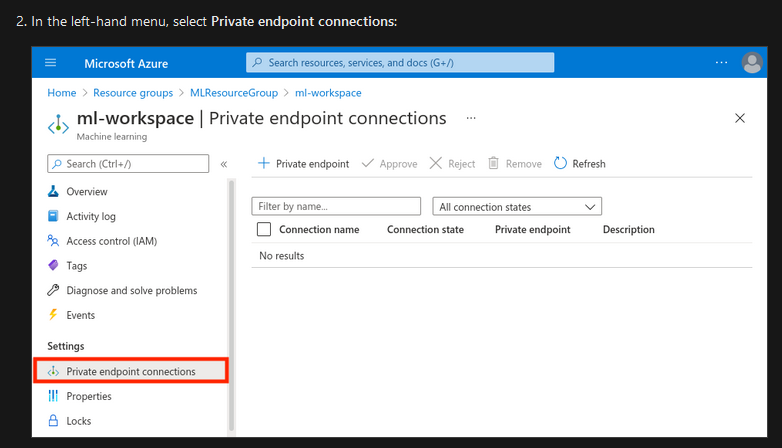 2. In the left-hand menu, select Private endpoint connections:
Microsoft Azure
Search resources, services, and docs (G+/)
...
Home > Resource groups > MLResourceGroup > ml-workspace
ml-workspace | Private endpoint connections ...
Machine learning
Search (Ctrl+/)
«
+ Private endpoint
Approve
Reject
Remove
Refresh
Overview
Activity log
Access control (IAM)
Tags
Diagnose and solve problems
Events
Settings
Private endpoint connections
Properties
Locks
Filter by name...
All connection states
Connection name Connection state Private endpoint Description
No results